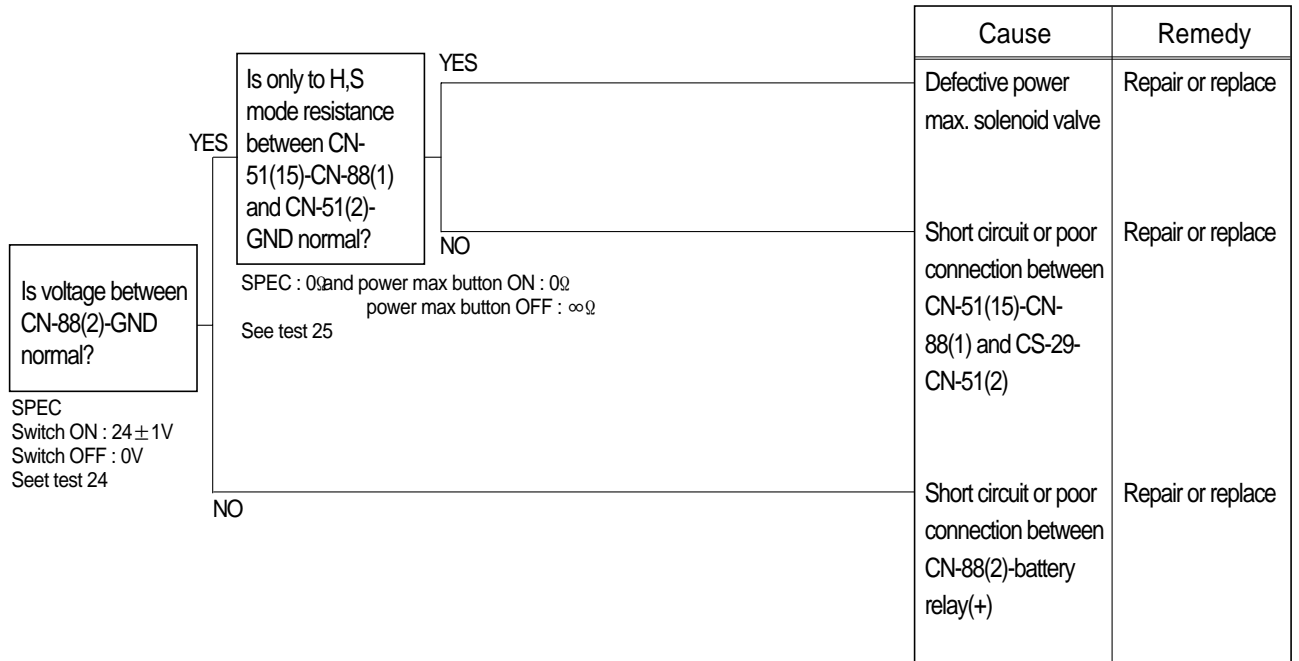 Cause
Remedy
YES
Is only to H,S
mode resistance
between CN-
51(15)-CN-88(1)
and CN-51(2)-
GND normal?
YES
NO
SPEC : 0Ωand power max button ON : 0Ω
power max button OFF : ∞Ω
See test 25
Is voltage between
CN-88(2)-GND
normal?
SPEC
Switch ON : 24±1V
Switch OFF : 0V
Seet test 24
NO
Defective power
max. solenoid valve
Repair or replace
Short circuit or poor
connection between
CN-51(15)-CN-
88(1) and CS-29-
CN-51(2)
Repair or replace
Short circuit or poor
connection between
CN-88(2)-battery
relay(+)
Repair or replace